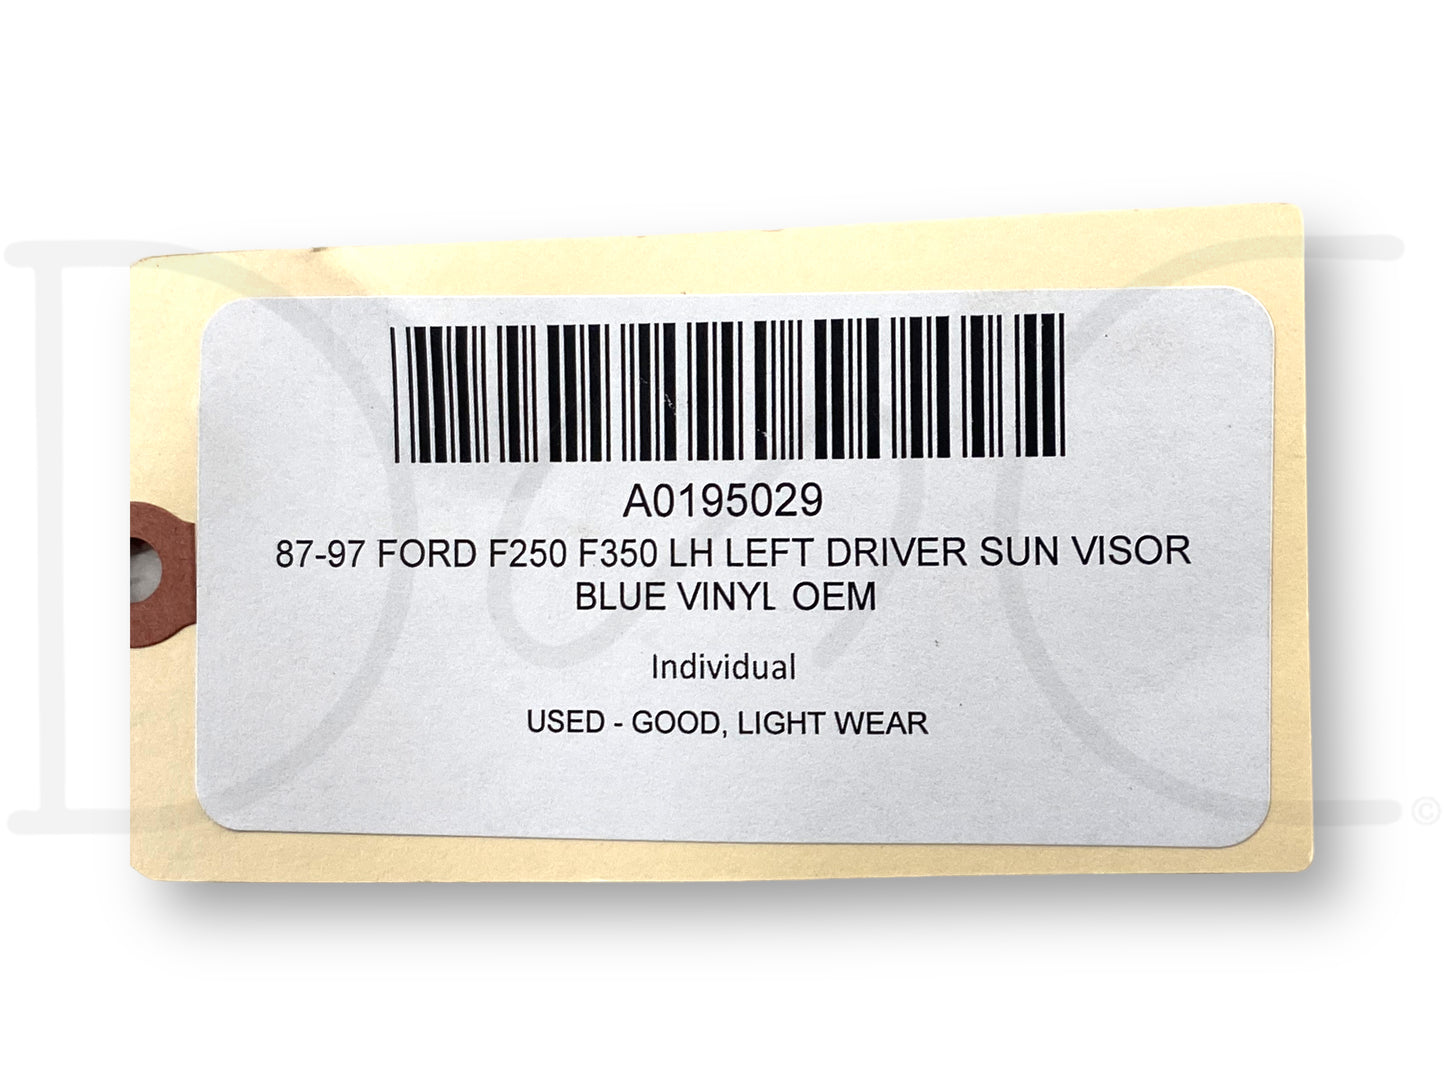 A0195029
87-97 FORD F250 F350 LH LEFT DRIVER SUN VISOR
BLUE VINYL OEM
Individual
USED - GOOD, LIGHT WEAR
©